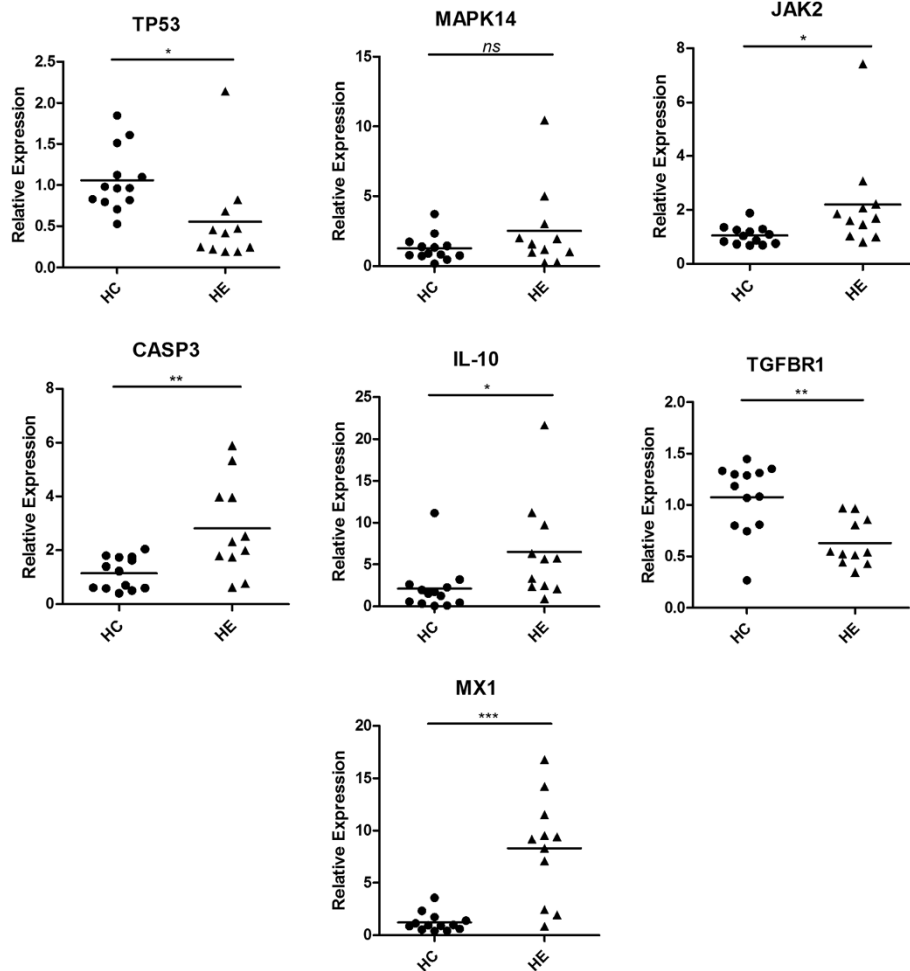 TP53
MAPK14
JAK2
*
ns
*
Relative Expression
2.5
2.0
1.5
1.0
0.5
0.0
HC
HE
Relative Expression
15
10
5
0
HC
HE
Relative Expression
8
6
4
2
0
HC
HE
CASP3
IL-10
TGFBR1
**
*
**
Relative Expression
8
6
4
2
0
HC
HE
Relative Expression
25
20
15
10
5
0
HC
HE
Relative Expression
2.0
1.5
1.0
0.5
0.0
HC
HE
MX1
***
Relative Expression
20
15
10
5
0
HC
HE